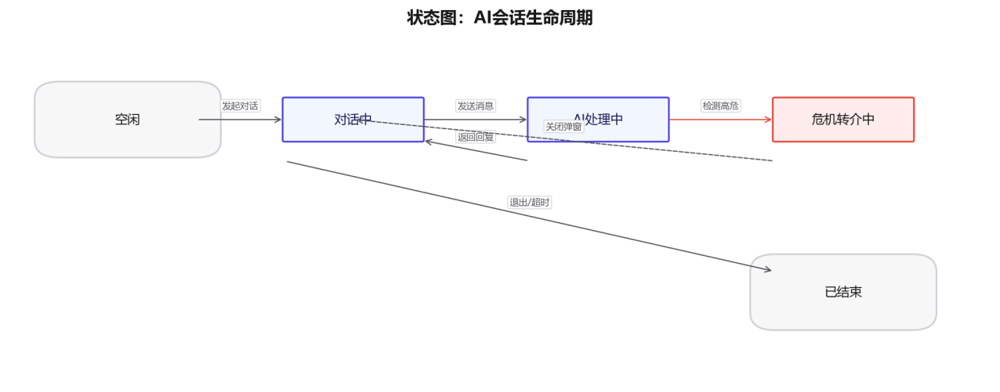 状态图：AI会话生命周期
空闲
发起对话
对话中
发送消息
AI处理中
检测高危
危机转介中
关闭弹窗
返回回复
退出/超时
已结束